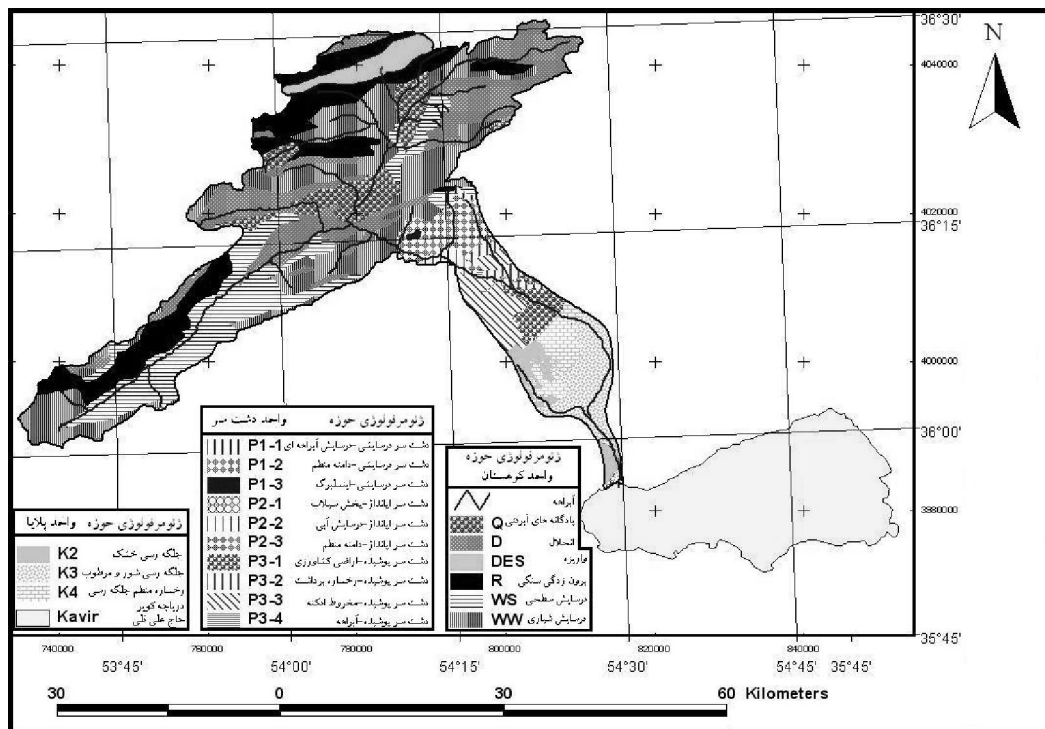 36°30'
N
4040000
4020000
36°15'
4000000
36°00'
3980000
35°45'
ژئومرفولوژی حوزه واحد دشت سر
P1-1 دشت سر فرسایشی-فرسایش آبراهه ای
P1-2 دشت سر فرسایشی-دامنه منظم
P1-3 دشت سر فرسایشی-اینسلبرگ
P2-1 دشت سر اپانداژ-پخش سیلاب
P2-2 دشت سر اپانداژ-فرسایش آبی
P2-3 دشت سر اپانداژ-دامنه منظم
P3-1 دشت سر پوشیده-اراضی کشاورزی
P3-2 دشت سر پوشیده-رخساره برداشت
P3-3 دشت سر پوشیده-مخروط افکنه
P3-4 دشت سر پوشیده-آبراهه
ژئومرفولوژی حوزه
واحد کوهستان
آبراهه
Q پادگانه های آبرفتی
D انحلال
DES واریزه
R برون زدگی سنگی
WS فرسایش سطحی
WW فرسایش شیاری
ژئومرفولوژی حوزه واحد پلایا
K2 جلگه رسی خشک
K3 جلگه رسی شور و مرطوب
K4 رخساره منظم جلگه رسی
دریاچه کویر
Kavir حاج علی قلی
740000 760000 780000 800000 820000 840000
53°45' 54°00' 54°15' 54°30' 54°45' 35°45'
30 0 30 60 Kilometers